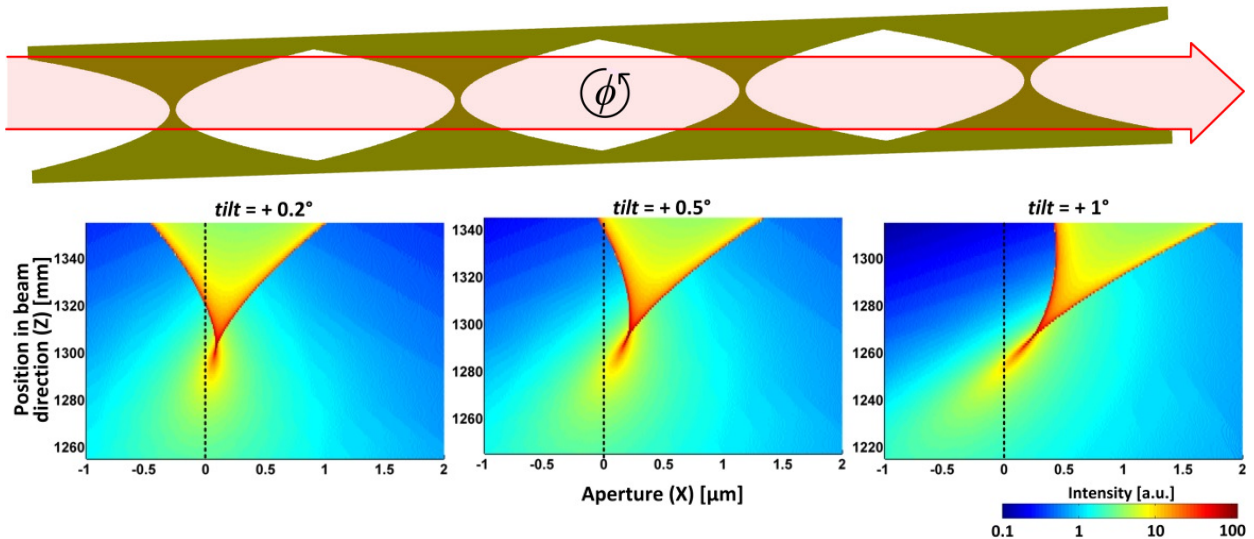 ϕ
tilt = + 0.2°
tilt = + 0.5°
tilt = + 1°
Position in beam
direction (Z) [mm]
1340
1320
1300
1280
1260
1340
1320
1300
1280
1260
1300
1280
1260
1240
1220
-1 -0.5 0 0.5 1 1.5 2
-1 -0.5 0 0.5 1 1.5 2
-1 -0.5 0 0.5 1 1.5 2
Aperture (X) [µm]
Intensity [a.u.]
0.1 1 10 100